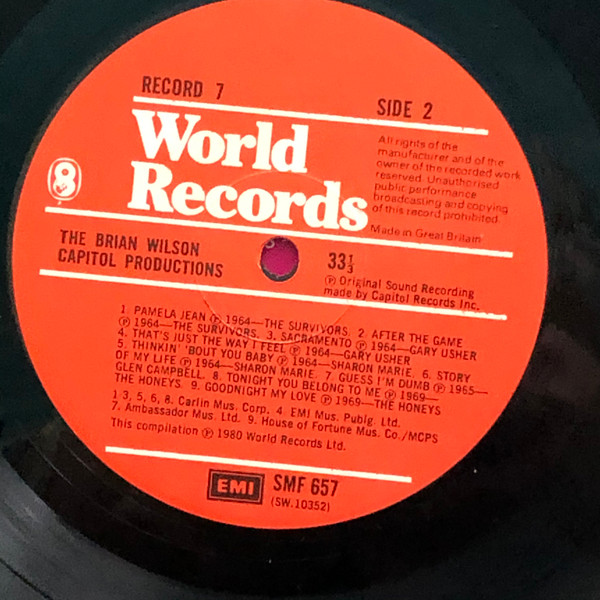 RECORD 7
SIDE 2
World
Records
All rights of the
manufacturer and of the
owner of the recorded work
reserved. Unauthorised
public performance
broadcasting and copying
of this record prohibited.
Made in Great Britain
8
THE BRIAN WILSON
CAPITOL PRODUCTIONS
33⅓
Ⓟ Original Sound Recording
made by Capitol Records Inc.
1. PAMELA JEAN Ⓟ 1964—THE SURVIVORS. 2. AFTER THE GAME
Ⓟ 1964—THE SURVIVORS. 3. SACRAMENTO Ⓟ 1964—GARY USHER
4. THAT'S JUST THE WAY I FEEL Ⓟ 1964—GARY USHER
5. THINKIN' 'BOUT YOU BABY Ⓟ 1964—SHARON MARIE. 6. STORY
OF MY LIFE Ⓟ 1964—SHARON MARIE. 7. GUESS I'M DUMB Ⓟ 1965—
GLEN CAMPBELL. 8. TONIGHT YOU BELONG TO ME Ⓟ 1969—
THE HONEYS. 9. GOODNIGHT MY LOVE Ⓟ 1969—THE HONEYS
1 3, 5, 6, 8. Carlin Mus. Corp. 4 EMI Mus. Publg. Ltd.
7. Ambassador Mus. Ltd. 9. House of Fortune Mus. Co./MCPS
This compilation Ⓟ 1980 World Records Ltd.
EMI
SMF 657
(SW.10352)